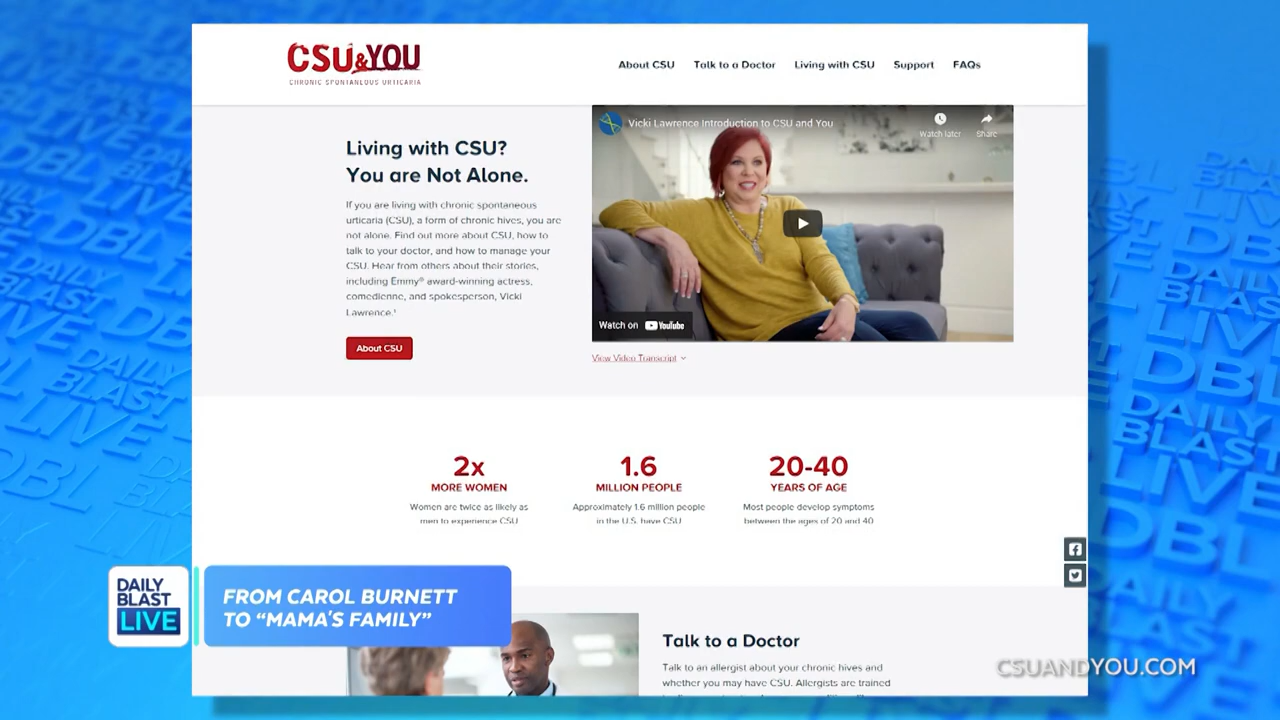 CSU&YOU
CHRONIC SPONTANEOUS URTICARIA
About CSU
Talk to a Doctor
Living with CSU
Support
FAQs
Living with CSU?
You are Not Alone.
If you are living with chronic spontaneous
urticaria (CSU), a form of chronic hives, you are
not alone. Find out more about CSU, how to
talk to your doctor, and how to manage your
CSU. Hear from others about their stories,
including Emmy® award-winning actress,
comedienne, and spokesperson, Vicki
Lawrence.¹
About CSU
Vicki Lawrence Introduction to CSU and You
Watch later
Share
Watch on YouTube
View Video Transcript
2x
MORE WOMEN
Women are twice as likely as
men to experience CSU
1.6
MILLION PEOPLE
Approximately 1.6 million people
in the U.S. have CSU
20-40
YEARS OF AGE
Most people develop symptoms
between the ages of 20 and 40
DAILY
BLAST
LIVE
FROM CAROL BURNETT
TO “MAMA'S FAMILY”
Talk to a Doctor
Talk to an allergist about your chronic hives and
whether you may have CSU. Allergists are trained
CSUANDYOU.COM